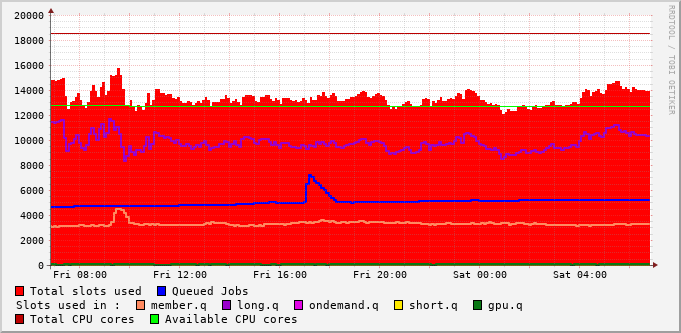 20000
18000
16000
14000
12000
10000
8000
6000
4000
2000
0
Fri 08:00 Fri 12:00 Fri 16:00 Fri 20:00 Sat 00:00 Sat 04:00
RRDTOOL / TOBI OETIKER
Total slots used Queued Jobs
Slots used in : member.q long.q ondemand.q short.q gpu.q
Total CPU cores Available CPU cores